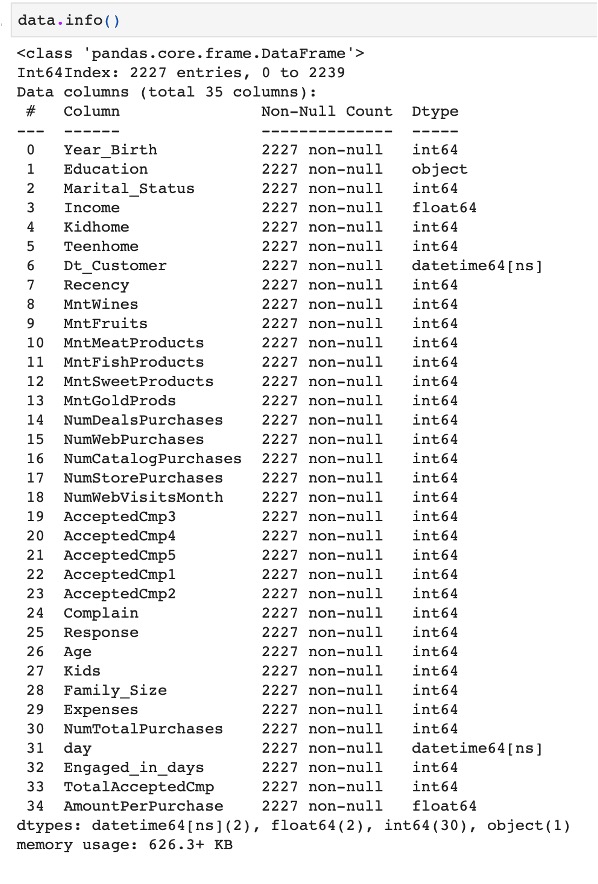 data.info()
<class 'pandas.core.frame.DataFrame'>
Int64Index: 2227 entries, 0 to 2239
Data columns (total 35 columns):
 #   Column               Non-Null Count  Dtype
---  ------               --------------  -----
 0   Year_Birth           2227 non-null   int64
 1   Education            2227 non-null   object
 2   Marital_Status       2227 non-null   int64
 3   Income               2227 non-null   float64
 4   Kidhome              2227 non-null   int64
 5   Teenhome             2227 non-null   int64
 6   Dt_Customer          2227 non-null   datetime64[ns]
 7   Recency              2227 non-null   int64
 8   MntWines             2227 non-null   int64
 9   MntFruits            2227 non-null   int64
 10  MntMeatProducts      2227 non-null   int64
 11  MntFishProducts      2227 non-null   int64
 12  MntSweetProducts     2227 non-null   int64
 13  MntGoldProds         2227 non-null   int64
 14  NumDealsPurchases    2227 non-null   int64
 15  NumWebPurchases      2227 non-null   int64
 16  NumCatalogPurchases  2227 non-null   int64
 17  NumStorePurchases    2227 non-null   int64
 18  NumWebVisitsMonth    2227 non-null   int64
 19  AcceptedCmp3         2227 non-null   int64
 20  AcceptedCmp4         2227 non-null   int64
 21  AcceptedCmp5         2227 non-null   int64
 22  AcceptedCmp1         2227 non-null   int64
 23  AcceptedCmp2         2227 non-null   int64
 24  Complain             2227 non-null   int64
 25  Response             2227 non-null   int64
 26  Age                  2227 non-null   int64
 27  Kids                 2227 non-null   int64
 28  Family_Size          2227 non-null   int64
 29  Expenses             2227 non-null   int64
 30  NumTotalPurchases    2227 non-null   int64
 31  day                  2227 non-null   datetime64[ns]
 32  Engaged_in_days      2227 non-null   int64
 33  TotalAcceptedCmp     2227 non-null   int64
 34  AmountPerPurchase    2227 non-null   float64
dtypes: datetime64[ns](2), float64(2), int64(30), object(1)
memory usage: 626.3+ KB